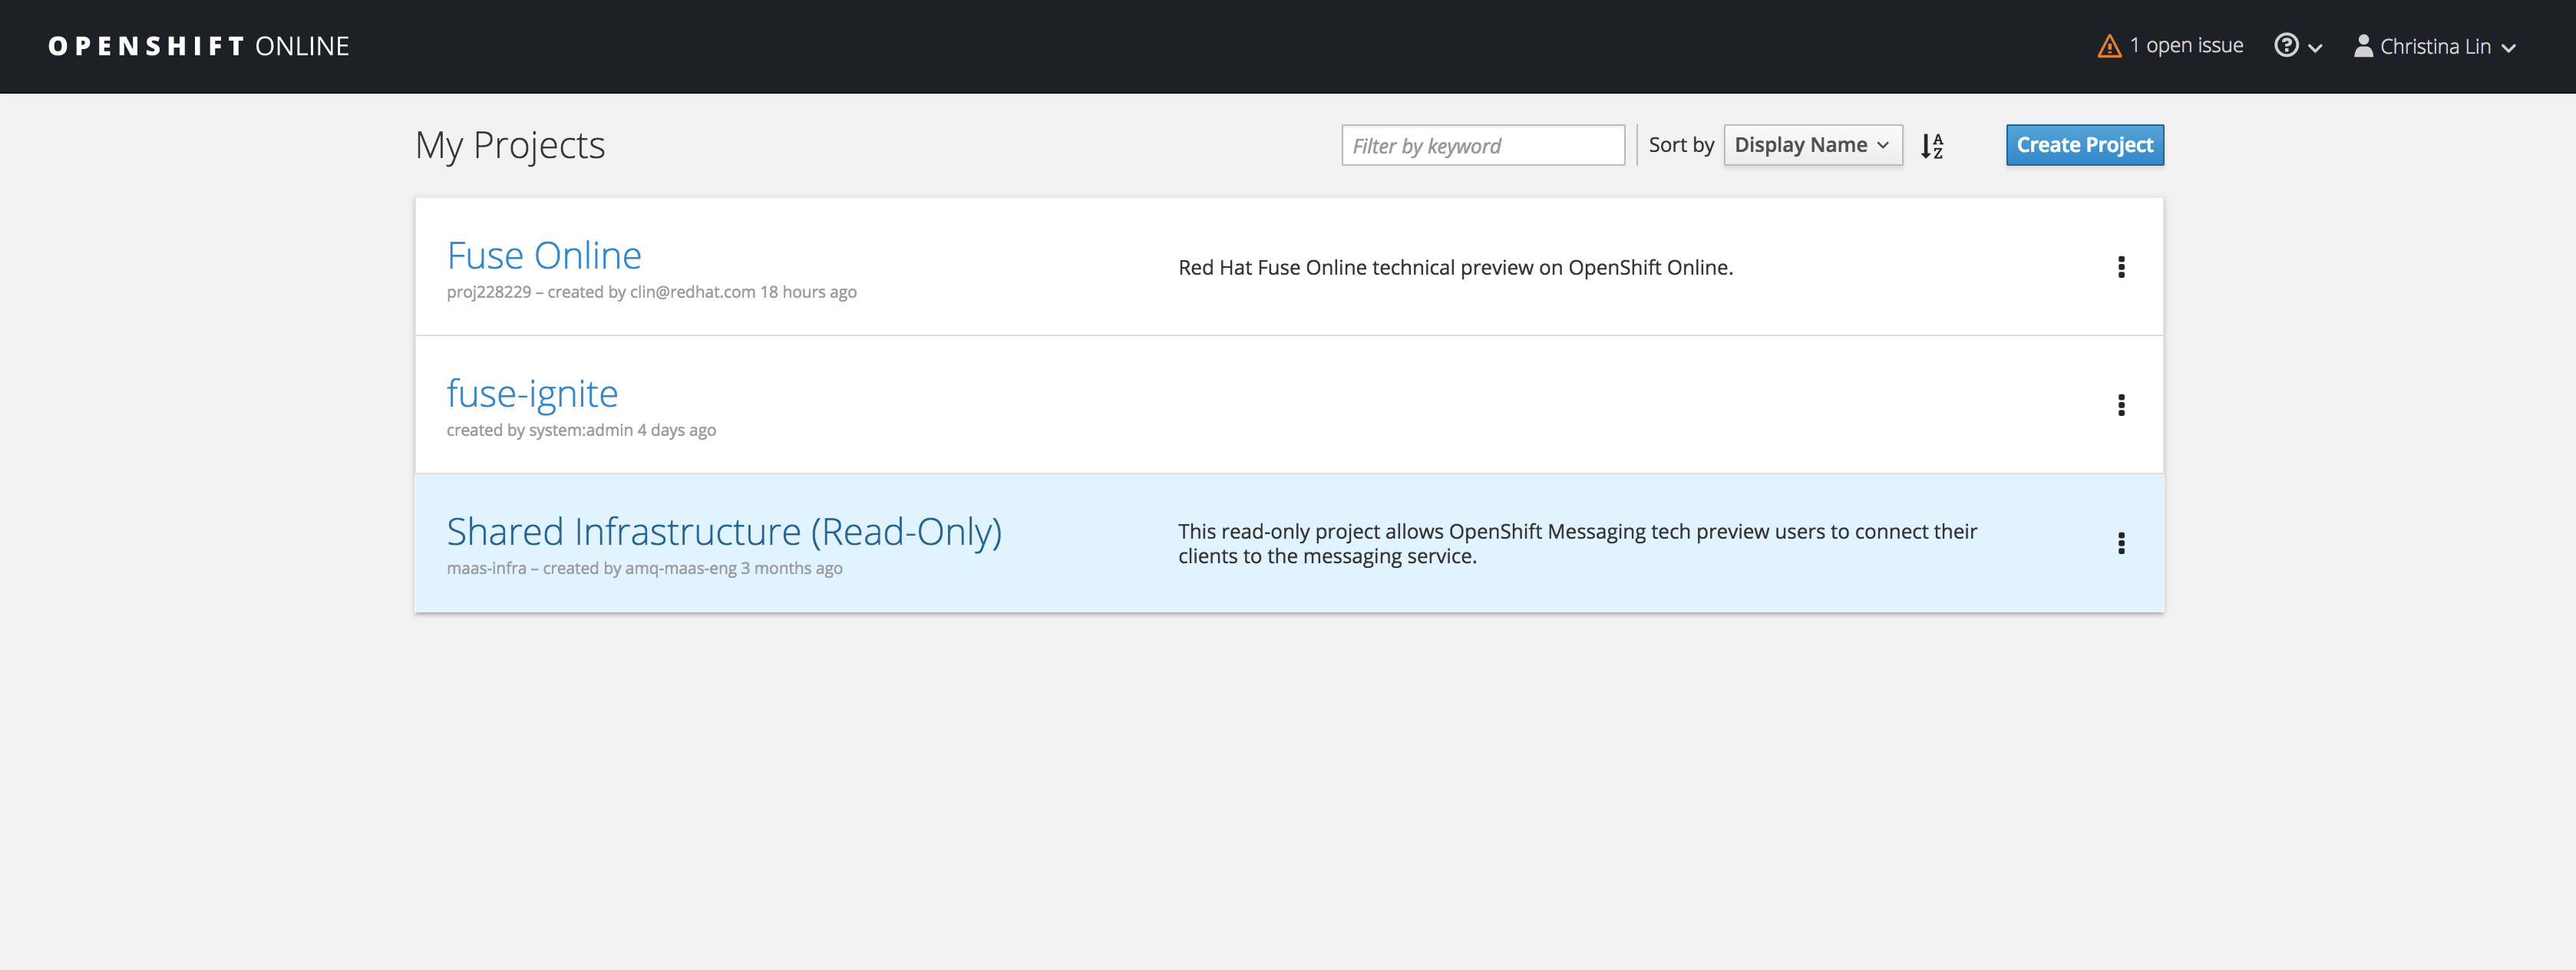 OPENSHIFT ONLINE
1 open issue
Christina Lin
My Projects
Filter by keyword
Sort by
Display Name
A
Z
Create Project
Fuse Online
proj228229 – created by clin@redhat.com 18 hours ago
Red Hat Fuse Online technical preview on OpenShift Online.
fuse-ignite
created by system:admin 4 days ago
Shared Infrastructure (Read-Only)
maas-infra – created by amq-maas-eng 3 months ago
This read-only project allows OpenShift Messaging tech preview users to connect their
clients to the messaging service.